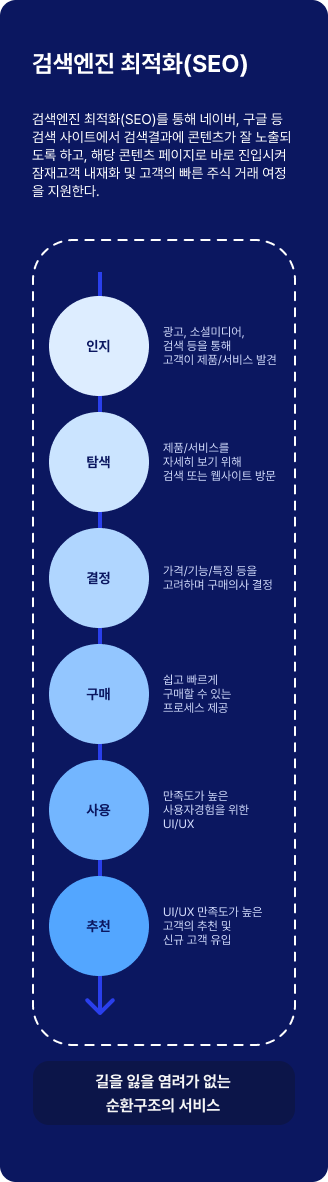 검색엔진 최적화(SEO)
검색엔진 최적화(SEO)를 통해 네이버, 구글 등
검색 사이트에서 검색결과에 콘텐츠가 잘 노출되
도록 하고, 해당 콘텐츠 페이지로 바로 진입시켜
잠재고객 내재화 및 고객의 빠른 주식 거래 여정
을 지원한다.
인지
광고, 소셜미디어,
검색 등을 통해
고객이 제품/서비스 발견
탐색
제품/서비스를
자세히 보기 위해
검색 또는 웹사이트 방문
결정
가격/기능/특징 등을
고려하며 구매의사 결정
구매
쉽고 빠르게
구매할 수 있는
프로세스 제공
사용
만족도가 높은
사용자경험을 위한
UI/UX
추천
UI/UX 만족도가 높은
고객의 추천 및
신규 고객 유입
길을 잃을 염려가 없는
순환구조의 서비스